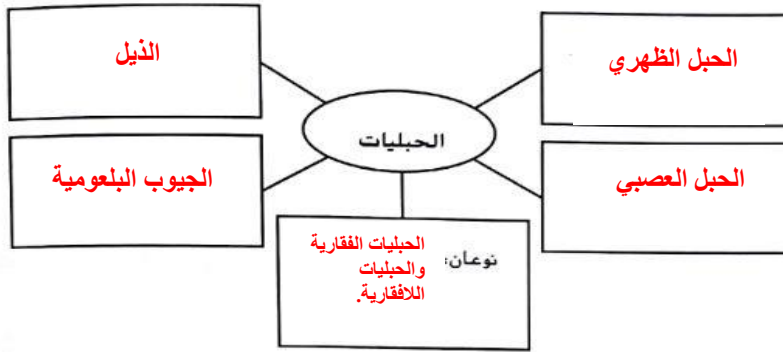 الحبل الظهري
الذيل
الحبليات
الحبل العصبي
الجيوب البلعومية
نوعان:
الحبليات الفقارية
والحبليات
اللافقارية.